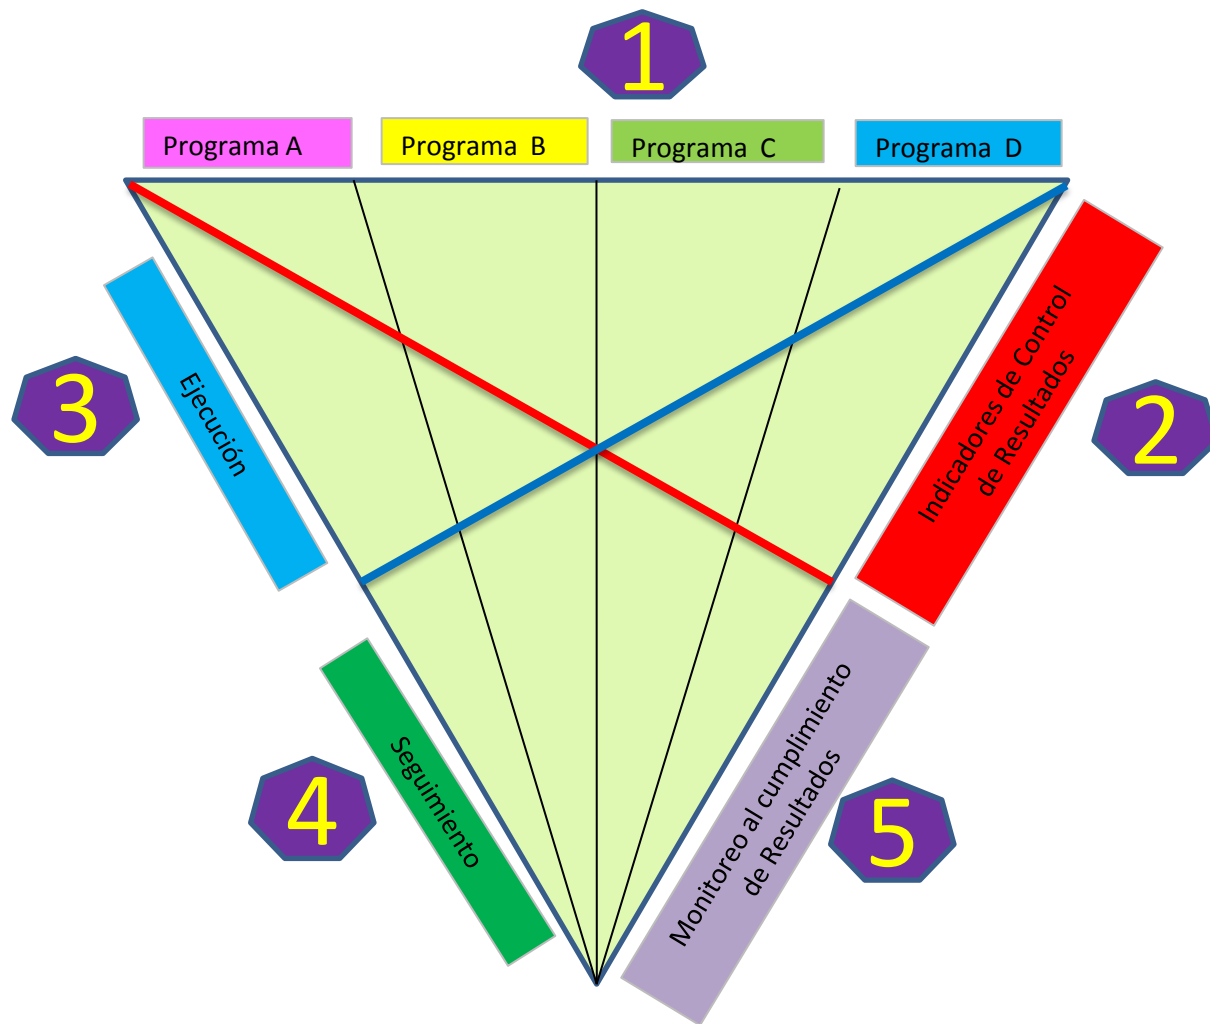 1
Programa A
Programa B
Programa C
Programa D
Indicadores de Control
de Resultados
2
3
Ejecución
4
Seguimiento
Monitoreo al cumplimiento
de Resultados
5